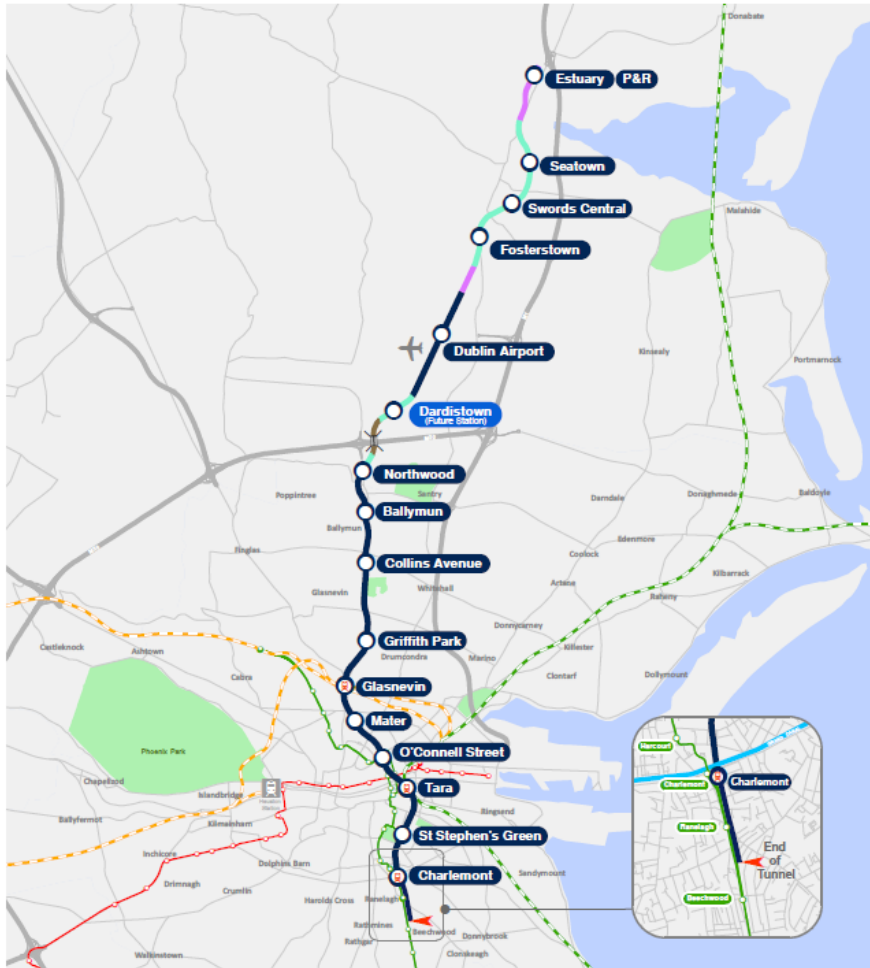 Donabate
Estuary P&R
Seatown
Swords Central
Malahide
Fosterstown
Dublin Airport
Kinsealy
Portmarnock
Dardistown
(Future Station)
Northwood
Poppintree
Santry
Darndale
Donaghmede
Baldoyle
Ballymun
Ballymun
Edenmore
Finglas
Coolock
Collins Avenue
Kilbarrack
Artane
Glasnevin
Whitehall
Raheny
Donnycarney
Griffith Park
Killester
Castleknock
Ashtown
Drumcondra
Marino
Clontarf
Dollymount
Cabra
Glasnevin
Mater
Phoenix Park
O'Connell Street
Harcourt
Chapelizod
Islandbridge
Heuston
Station
Tara
Charlemont
Charlemont
Ballyfermot
Kilmainham
Ringsend
St Stephen's Green
Ranelagh
Inchicore
Dolphins Barn
Sandymount
End
of
Tunnel
Drimnagh
Crumlin
Charlemont
Harolds Cross
Ranelagh
Beechwood
Rathmines
Beechwood
Donnybrook
Rathgar
Walkinstown
Clonskeagh